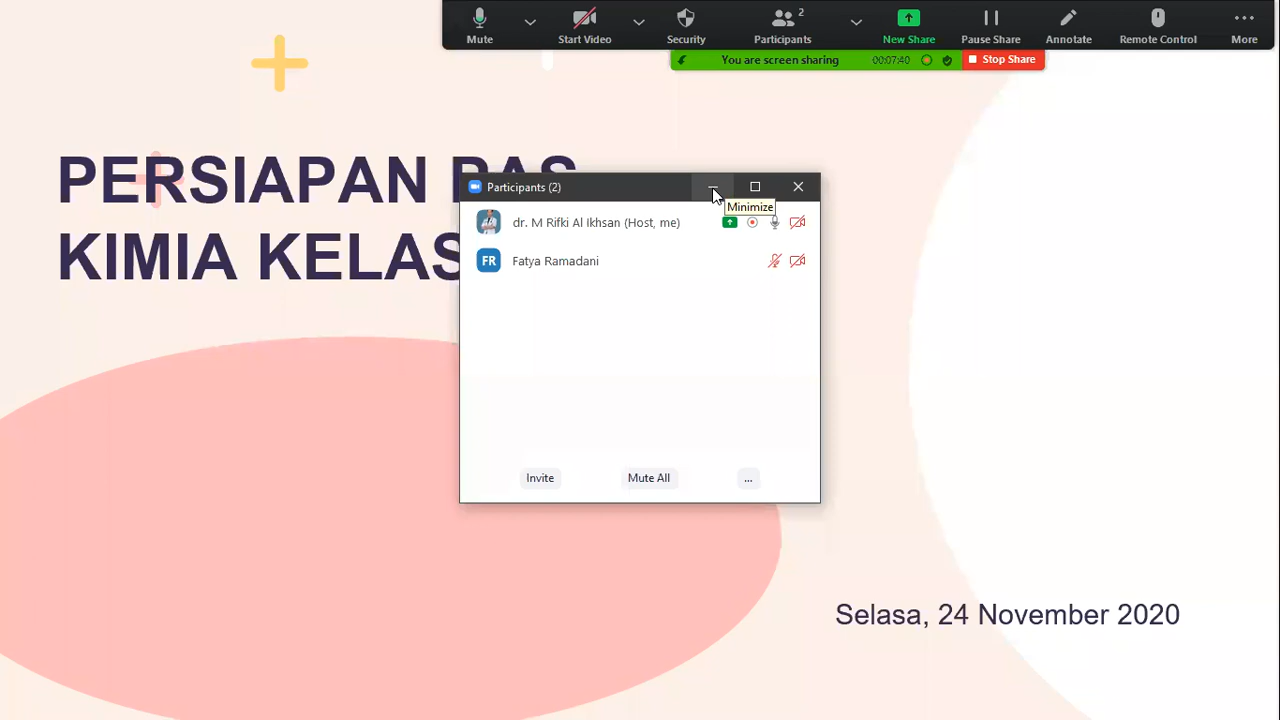 Mute
Start Video
Security
Participants
2
New Share
Pause Share
Annotate
Remote Control
More
You are screen sharing
00:07:40
Stop Share
PERSIAPAN PAS
KIMIA KELAS
Participants (2)
Minimize
dr. M Rifki Al Ikhsan (Host, me)
FR
Fatya Ramadani
Invite
Mute All
...
Selasa, 24 November 2020